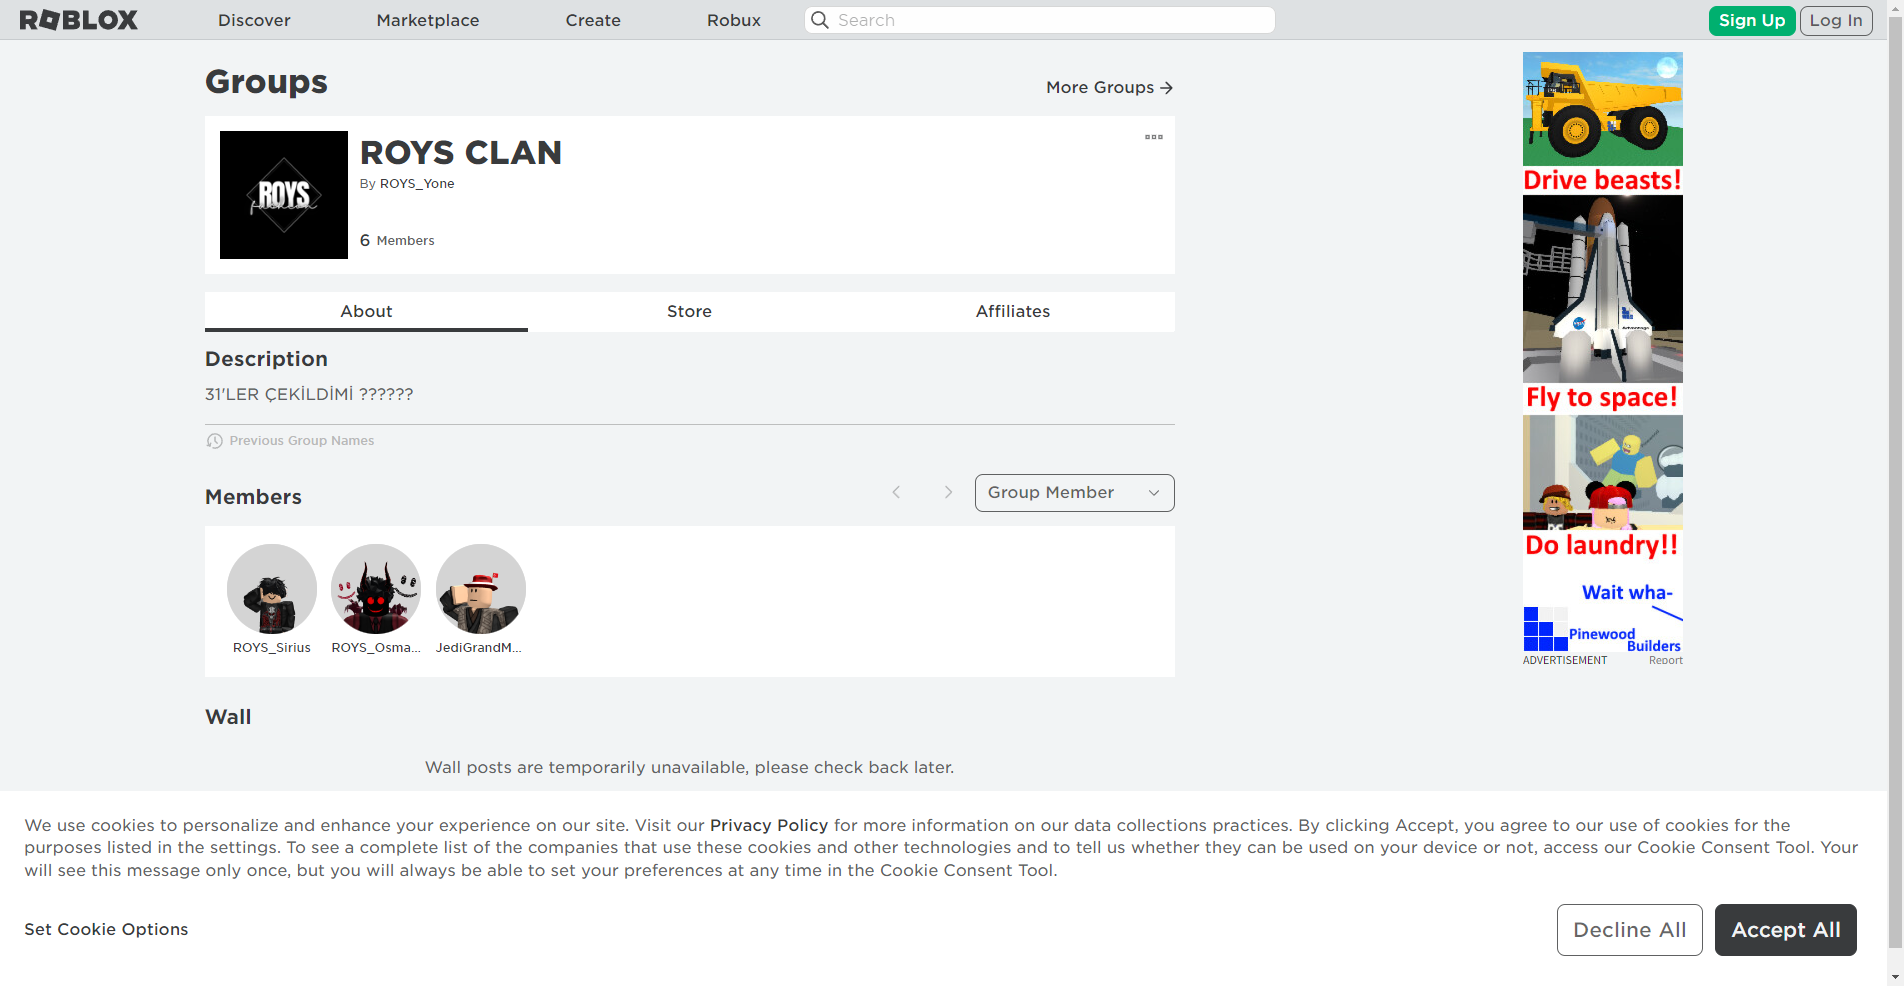 ROBLOX
Discover
Marketplace
Create
Robux
Search
Sign Up
Log In
Groups
More Groups
ROYS
ROYS CLAN
By ROYS_Yone
6 Members
About
Store
Affiliates
Description
31'LER ÇEKİLDİMİ ??????
Previous Group Names
Members
Group Member
ROYS_Sirius
ROYS_Osma...
JediGrandM...
Wall
Wall posts are temporarily unavailable, please check back later.
Drive beasts!
Fly to space!
Do laundry!!
Wait wha-
Pinewood
Builders
ADVERTISEMENT
Report
We use cookies to personalize and enhance your experience on our site. Visit our Privacy Policy for more information on our data collections practices. By clicking Accept, you agree to our use of cookies for the
purposes listed in the settings. To see a complete list of the companies that use these cookies and other technologies and to tell us whether they can be used on your device or not, access our Cookie Consent Tool. Your
will see this message only once, but you will always be able to set your preferences at any time in the Cookie Consent Tool.
Set Cookie Options
Decline All
Accept All